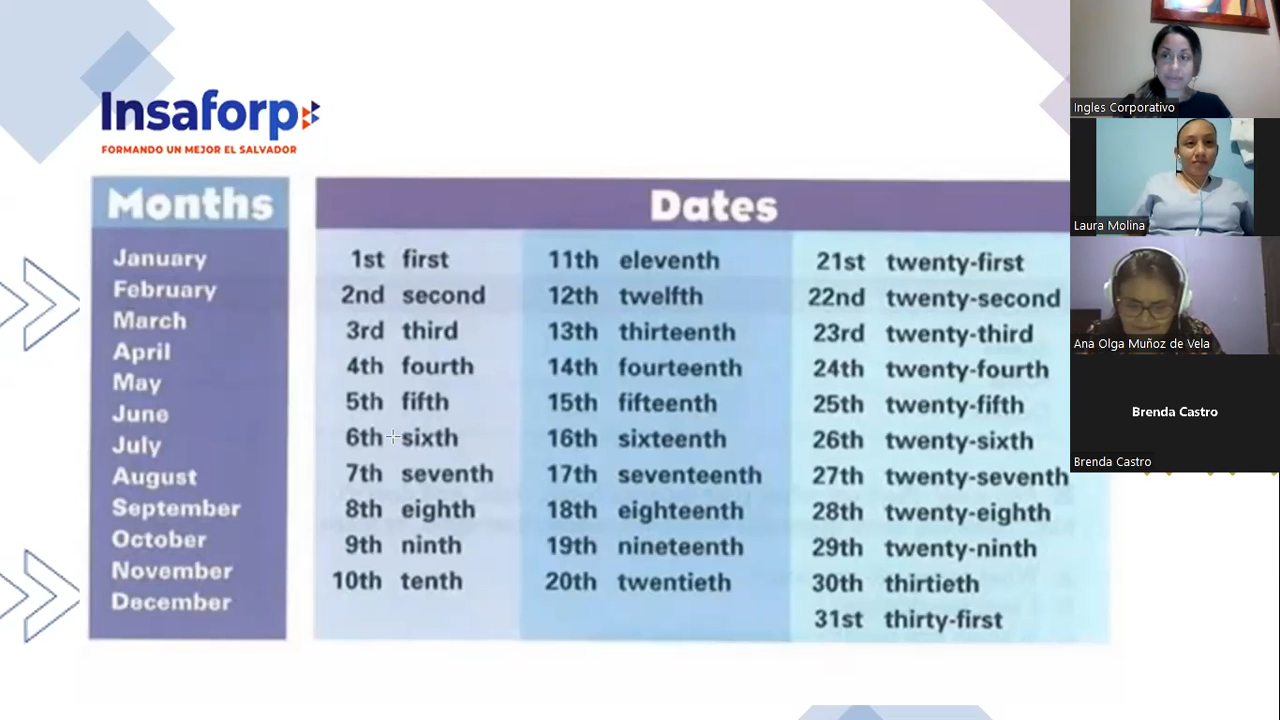 Insaforp
FORMANDO UN MEJOR EL SALVADOR
Months
January
February
March
April
May
June
July
August
September
October
November
December
Dates
1st first
2nd second
3rd third
4th fourth
5th fifth
6th sixth
7th seventh
8th eighth
9th ninth
10th tenth
11th eleventh
12th twelfth
13th thirteenth
14th fourteenth
15th fifteenth
16th sixteenth
17th seventeenth
18th eighteenth
19th nineteenth
20th twentieth
21st twenty-first
22nd twenty-second
23rd twenty-third
24th twenty-fourth
25th twenty-fifth
26th twenty-sixth
27th twenty-seventh
28th twenty-eighth
29th twenty-ninth
30th thirtieth
31st thirty-first
Ingles Corporativo
Laura Molina
Ana Olga Muñoz de Vela
Brenda Castro
Brenda Castro